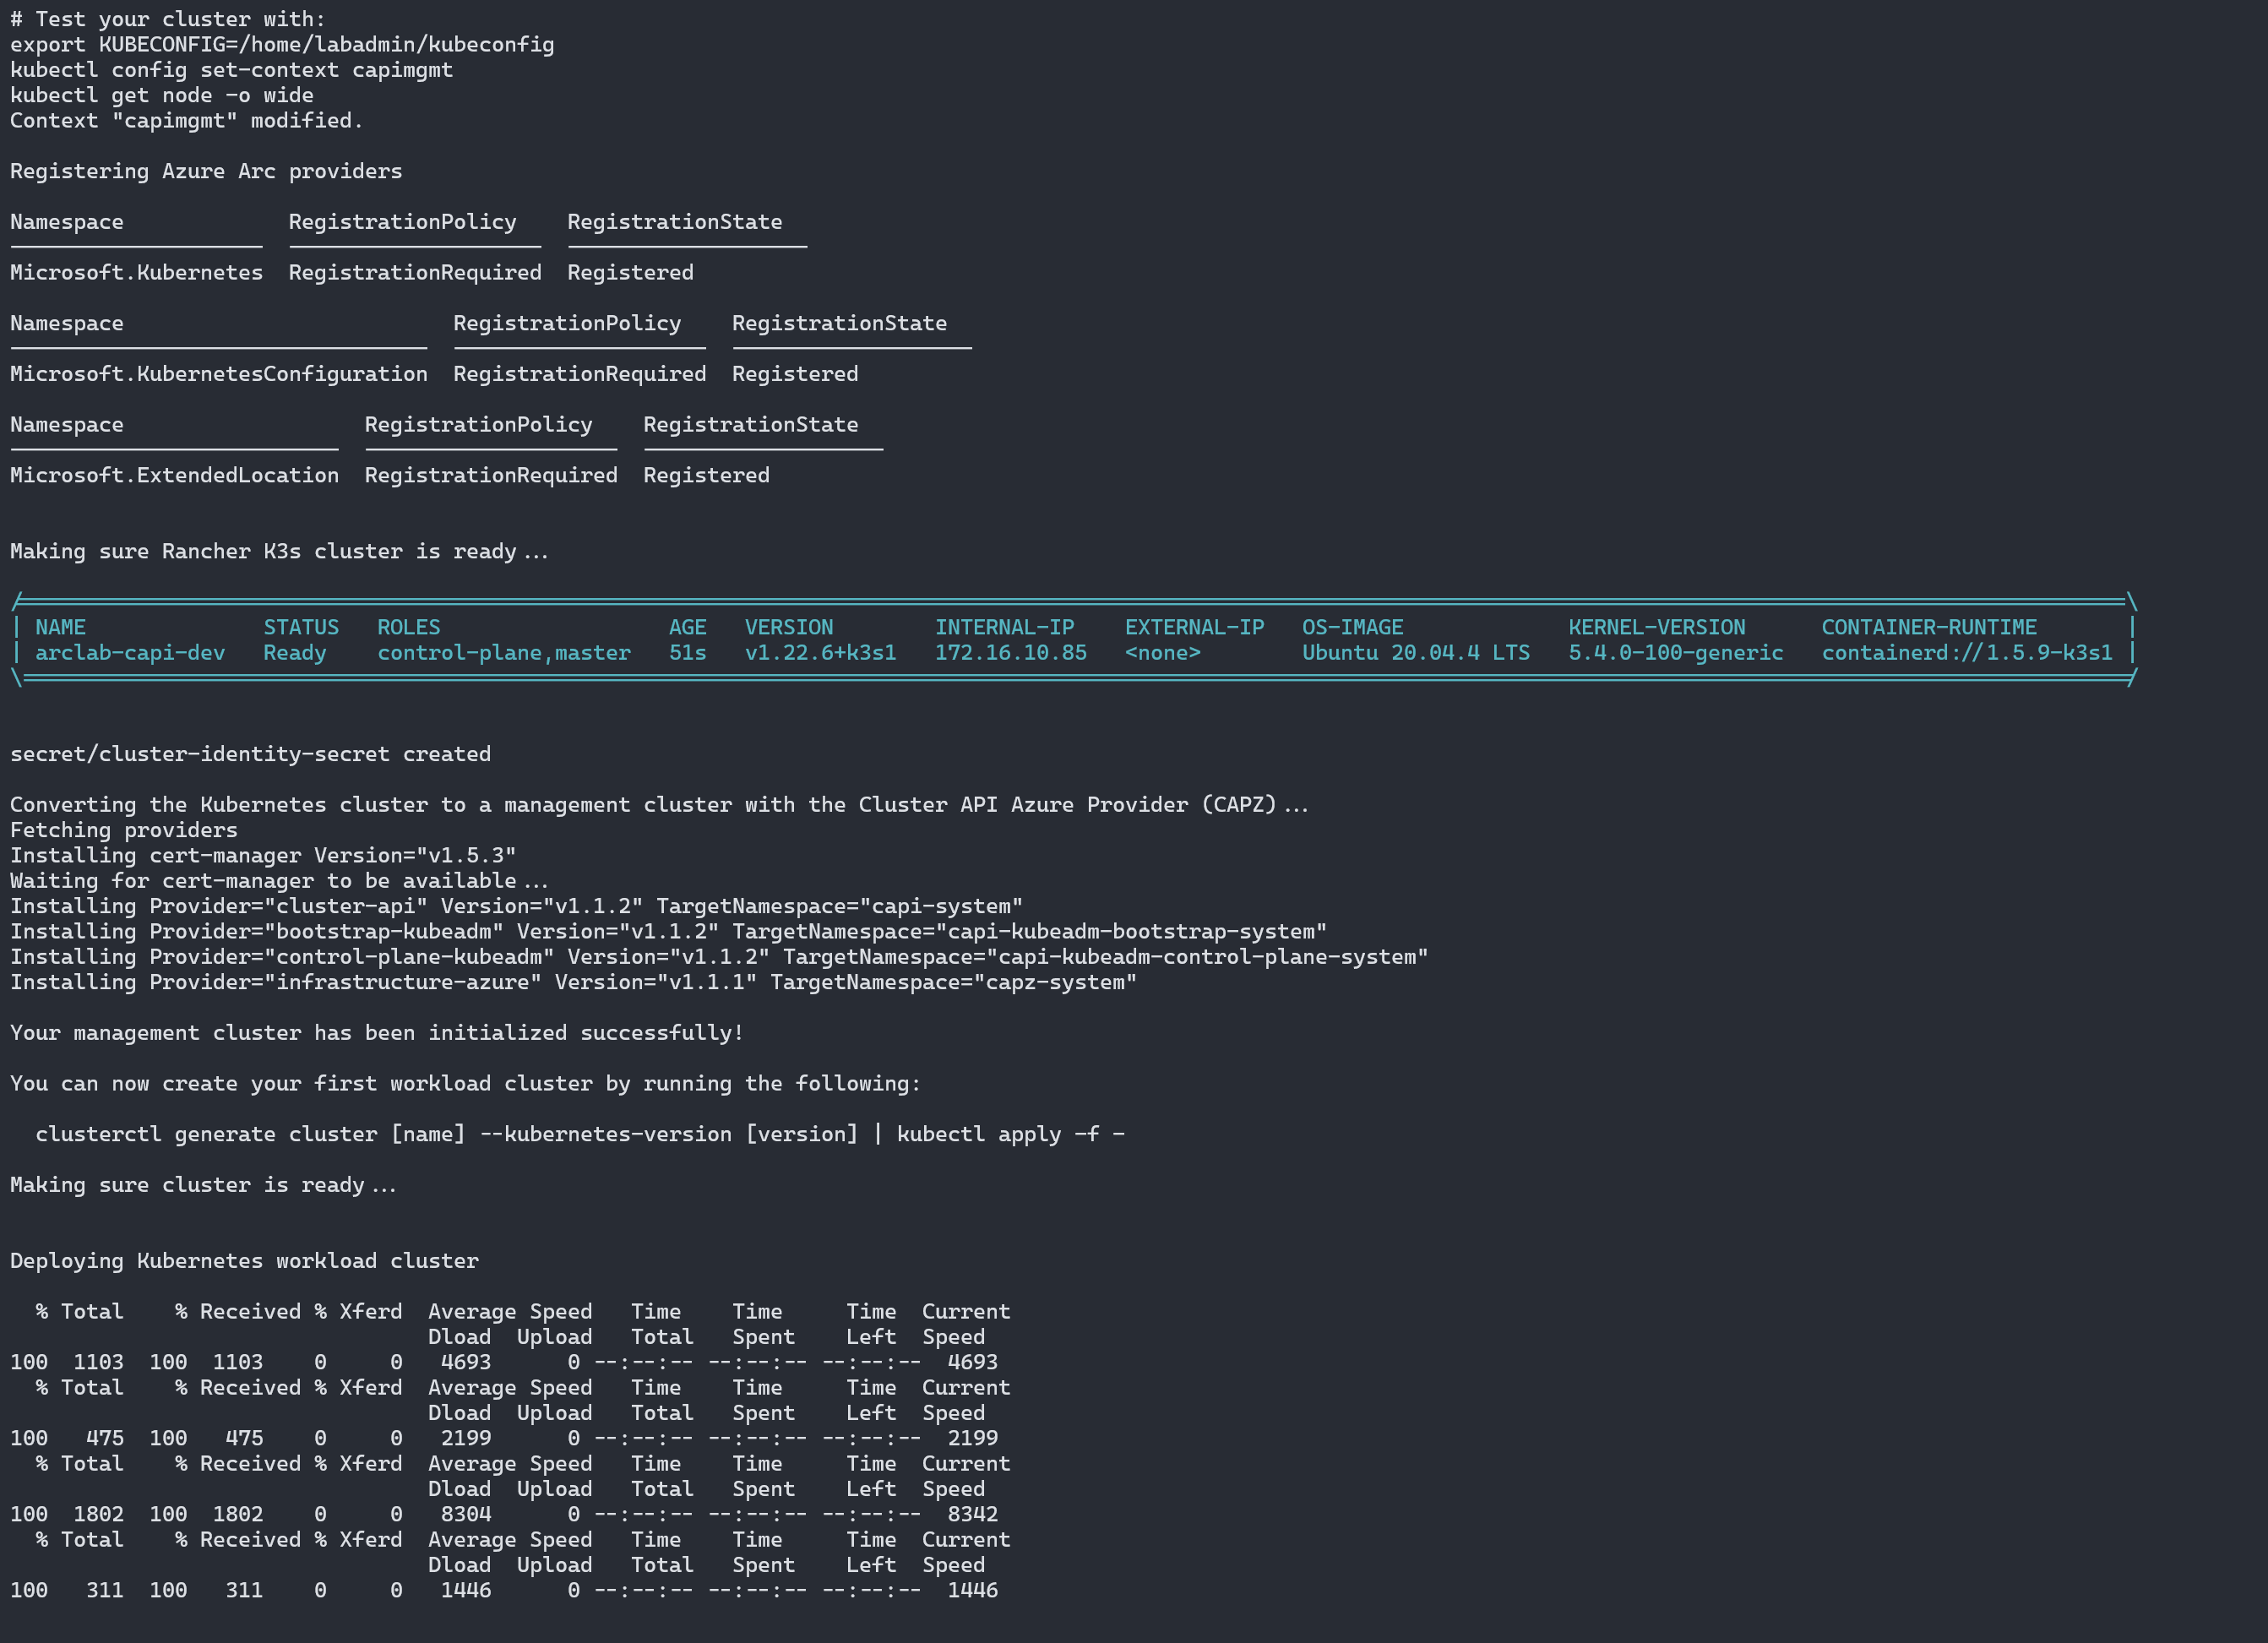 # Test your cluster with:
export KUBECONFIG=/home/labadmin/kubeconfig
kubectl config set-context capimgmt
kubectl get node -o wide
Context "capimgmt" modified.

Registering Azure Arc providers

Namespace             RegistrationPolicy    RegistrationState
--------------------  --------------------  -------------------
Microsoft.Kubernetes  RegistrationRequired  Registered

Namespace                          RegistrationPolicy    RegistrationState
---------------------------------  --------------------  -------------------
Microsoft.KubernetesConfiguration  RegistrationRequired  Registered

Namespace                   RegistrationPolicy    RegistrationState
--------------------------  --------------------  -------------------
Microsoft.ExtendedLocation  RegistrationRequired  Registered


Making sure Rancher K3s cluster is ready...

| NAME              STATUS   ROLES                  AGE   VERSION        INTERNAL-IP    EXTERNAL-IP   OS-IMAGE             KERNEL-VERSION      CONTAINER-RUNTIME       |
| arclab-capi-dev   Ready    control-plane,master   51s   v1.22.6+k3s1   172.16.10.85   <none>        Ubuntu 20.04.4 LTS   5.4.0-100-generic   containerd://1.5.9-k3s1 |


secret/cluster-identity-secret created

Converting the Kubernetes cluster to a management cluster with the Cluster API Azure Provider (CAPZ)...
Fetching providers
Installing cert-manager Version="v1.5.3"
Waiting for cert-manager to be available...
Installing Provider="cluster-api" Version="v1.1.2" TargetNamespace="capi-system"
Installing Provider="bootstrap-kubeadm" Version="v1.1.2" TargetNamespace="capi-kubeadm-bootstrap-system"
Installing Provider="control-plane-kubeadm" Version="v1.1.2" TargetNamespace="capi-kubeadm-control-plane-system"
Installing Provider="infrastructure-azure" Version="v1.1.1" TargetNamespace="capz-system"

Your management cluster has been initialized successfully!

You can now create your first workload cluster by running the following:

  clusterctl generate cluster [name] --kubernetes-version [version] | kubectl apply -f -

Making sure cluster is ready...


Deploying Kubernetes workload cluster

  % Total    % Received % Xferd  Average Speed   Time    Time     Time  Current
                                 Dload  Upload   Total   Spent    Left  Speed
100  1103  100  1103    0     0   4693      0 --:--:-- --:--:-- --:--:--  4693
  % Total    % Received % Xferd  Average Speed   Time    Time     Time  Current
                                 Dload  Upload   Total   Spent    Left  Speed
100   475  100   475    0     0   2199      0 --:--:-- --:--:-- --:--:--  2199
  % Total    % Received % Xferd  Average Speed   Time    Time     Time  Current
                                 Dload  Upload   Total   Spent    Left  Speed
100  1802  100  1802    0     0   8304      0 --:--:-- --:--:-- --:--:--  8342
  % Total    % Received % Xferd  Average Speed   Time    Time     Time  Current
                                 Dload  Upload   Total   Spent    Left  Speed
100   311  100   311    0     0   1446      0 --:--:-- --:--:-- --:--:--  1446